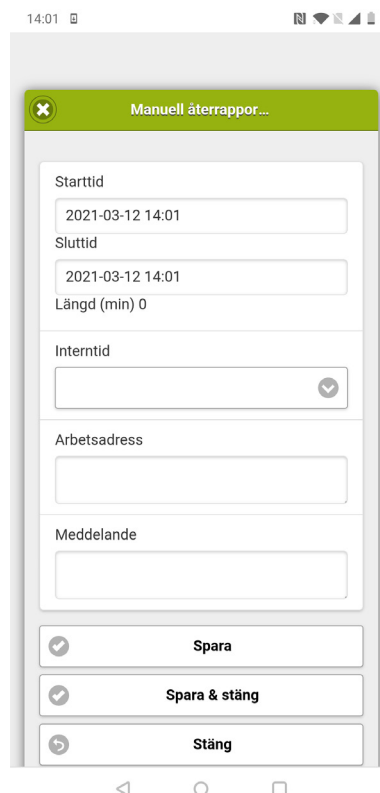 14:01
Manuell återrappor...
Starttid
2021-03-12 14:01
Sluttid
2021-03-12 14:01
Längd (min) 0
Interntid
Arbetsadress
Meddelande
Spara
Spara & stäng
Stäng